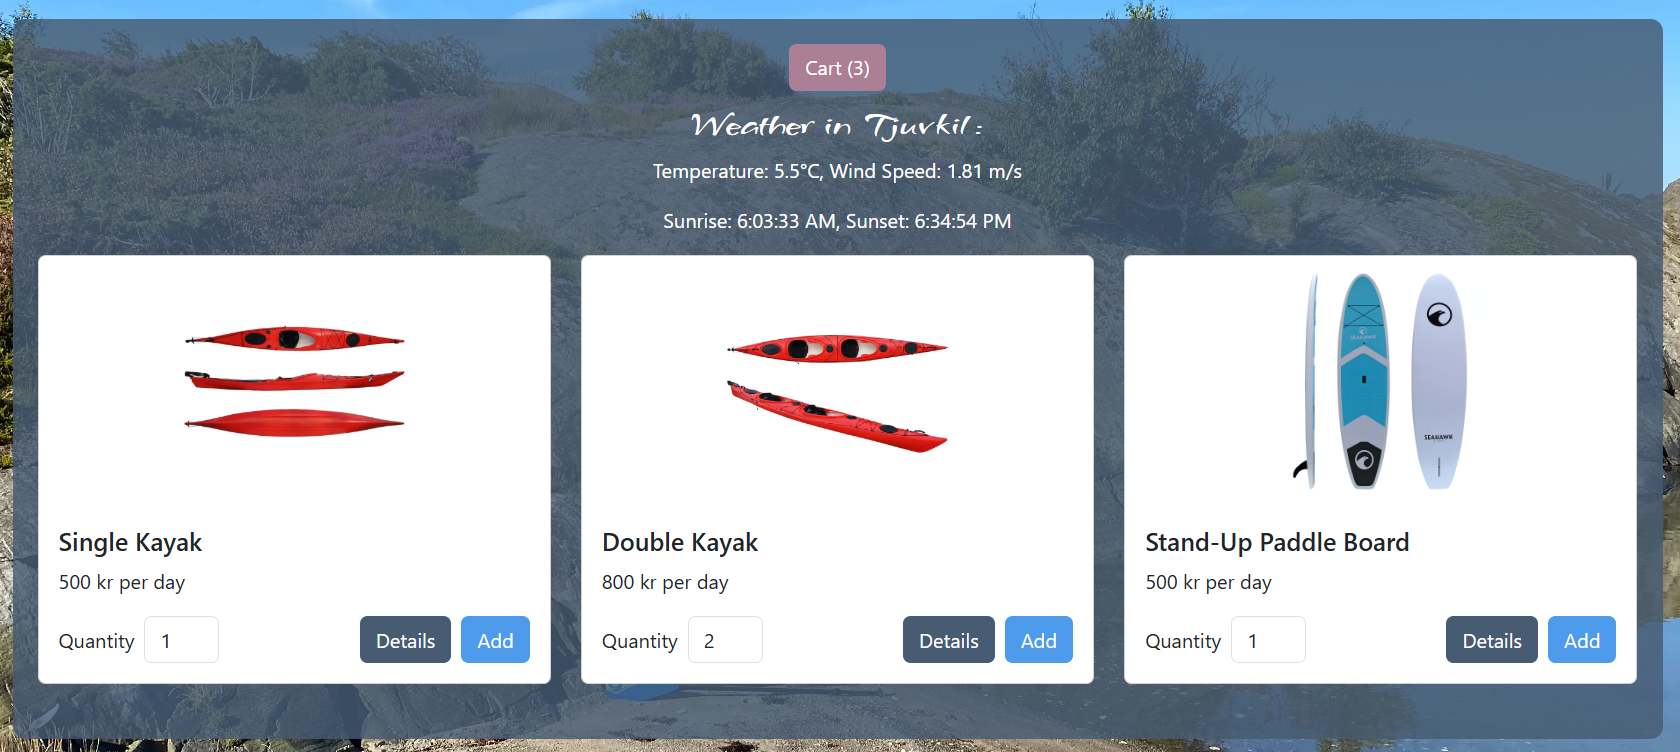 Cart (3)
Weather in Tjuvkil:
Temperature: 5.5°C, Wind Speed: 1.81 m/s
Sunrise: 6:03:33 AM, Sunset: 6:34:54 PM
SEAHAWK
SEAHAWK
Single Kayak
500 kr per day
Quantity 1 Details Add
Double Kayak
800 kr per day
Quantity 2 Details Add
Stand-Up Paddle Board
500 kr per day
Quantity 1 Details Add